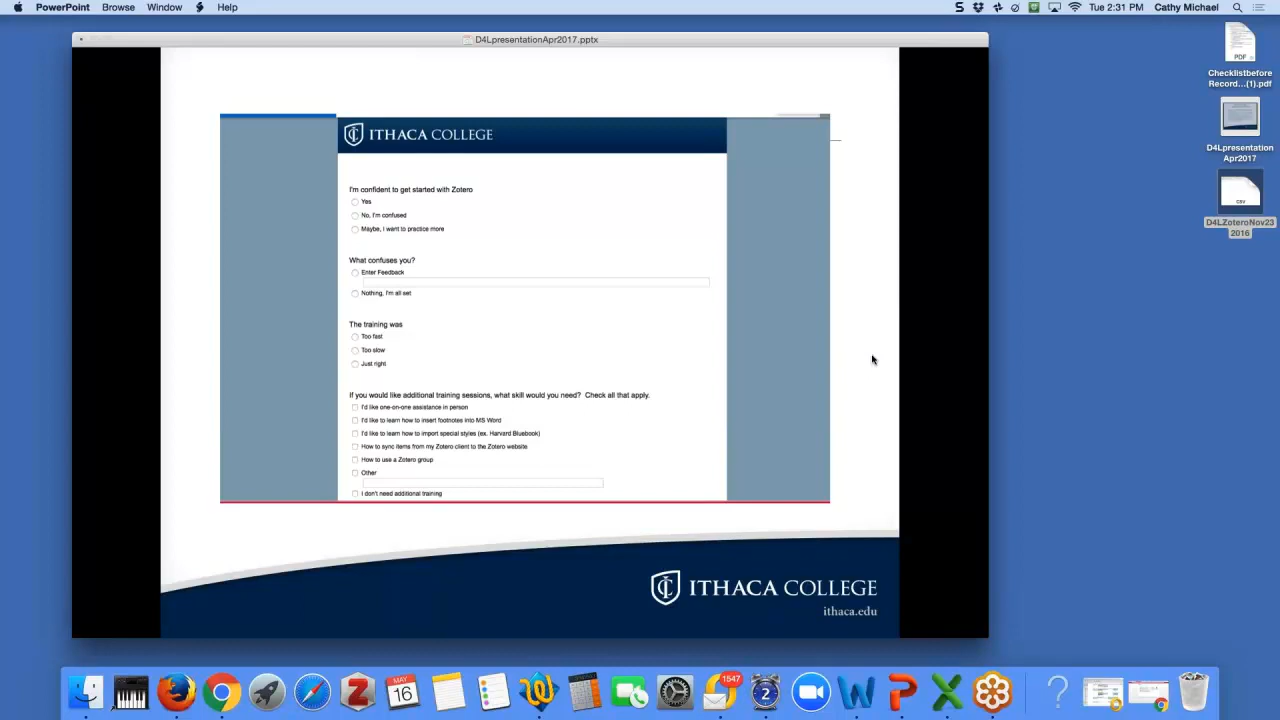 PowerPoint Browse Window Help
Tue 2:31 PM Cathy Michael
D4LpresentationApr2017.pptx
PDF
Checklistbefore
Record...(1).pdf
D4Lpresentation
Apr2017
CSV
D4LZoteroNov23
2016
ITHACA COLLEGE
I'm confident to get started with Zotero
Yes
No, I'm confused
Maybe, I want to practice more
What confuses you?
Enter Feedback
Nothing, I'm all set
The training was
Too fast
Too slow
Just right
If you would like additional training sessions, what skill would you need? Check all that apply.
I'd like one-on-one assistance in person
I'd like to learn how to insert footnotes into MS Word
I'd like to learn how to import special styles (ex. Harvard Bluebook)
How to sync items from my Zotero client to the Zotero website
How to use a Zotero group
Other
I don't need additional training
ITHACA COLLEGE
ithaca.edu
MAY
16
1547
2